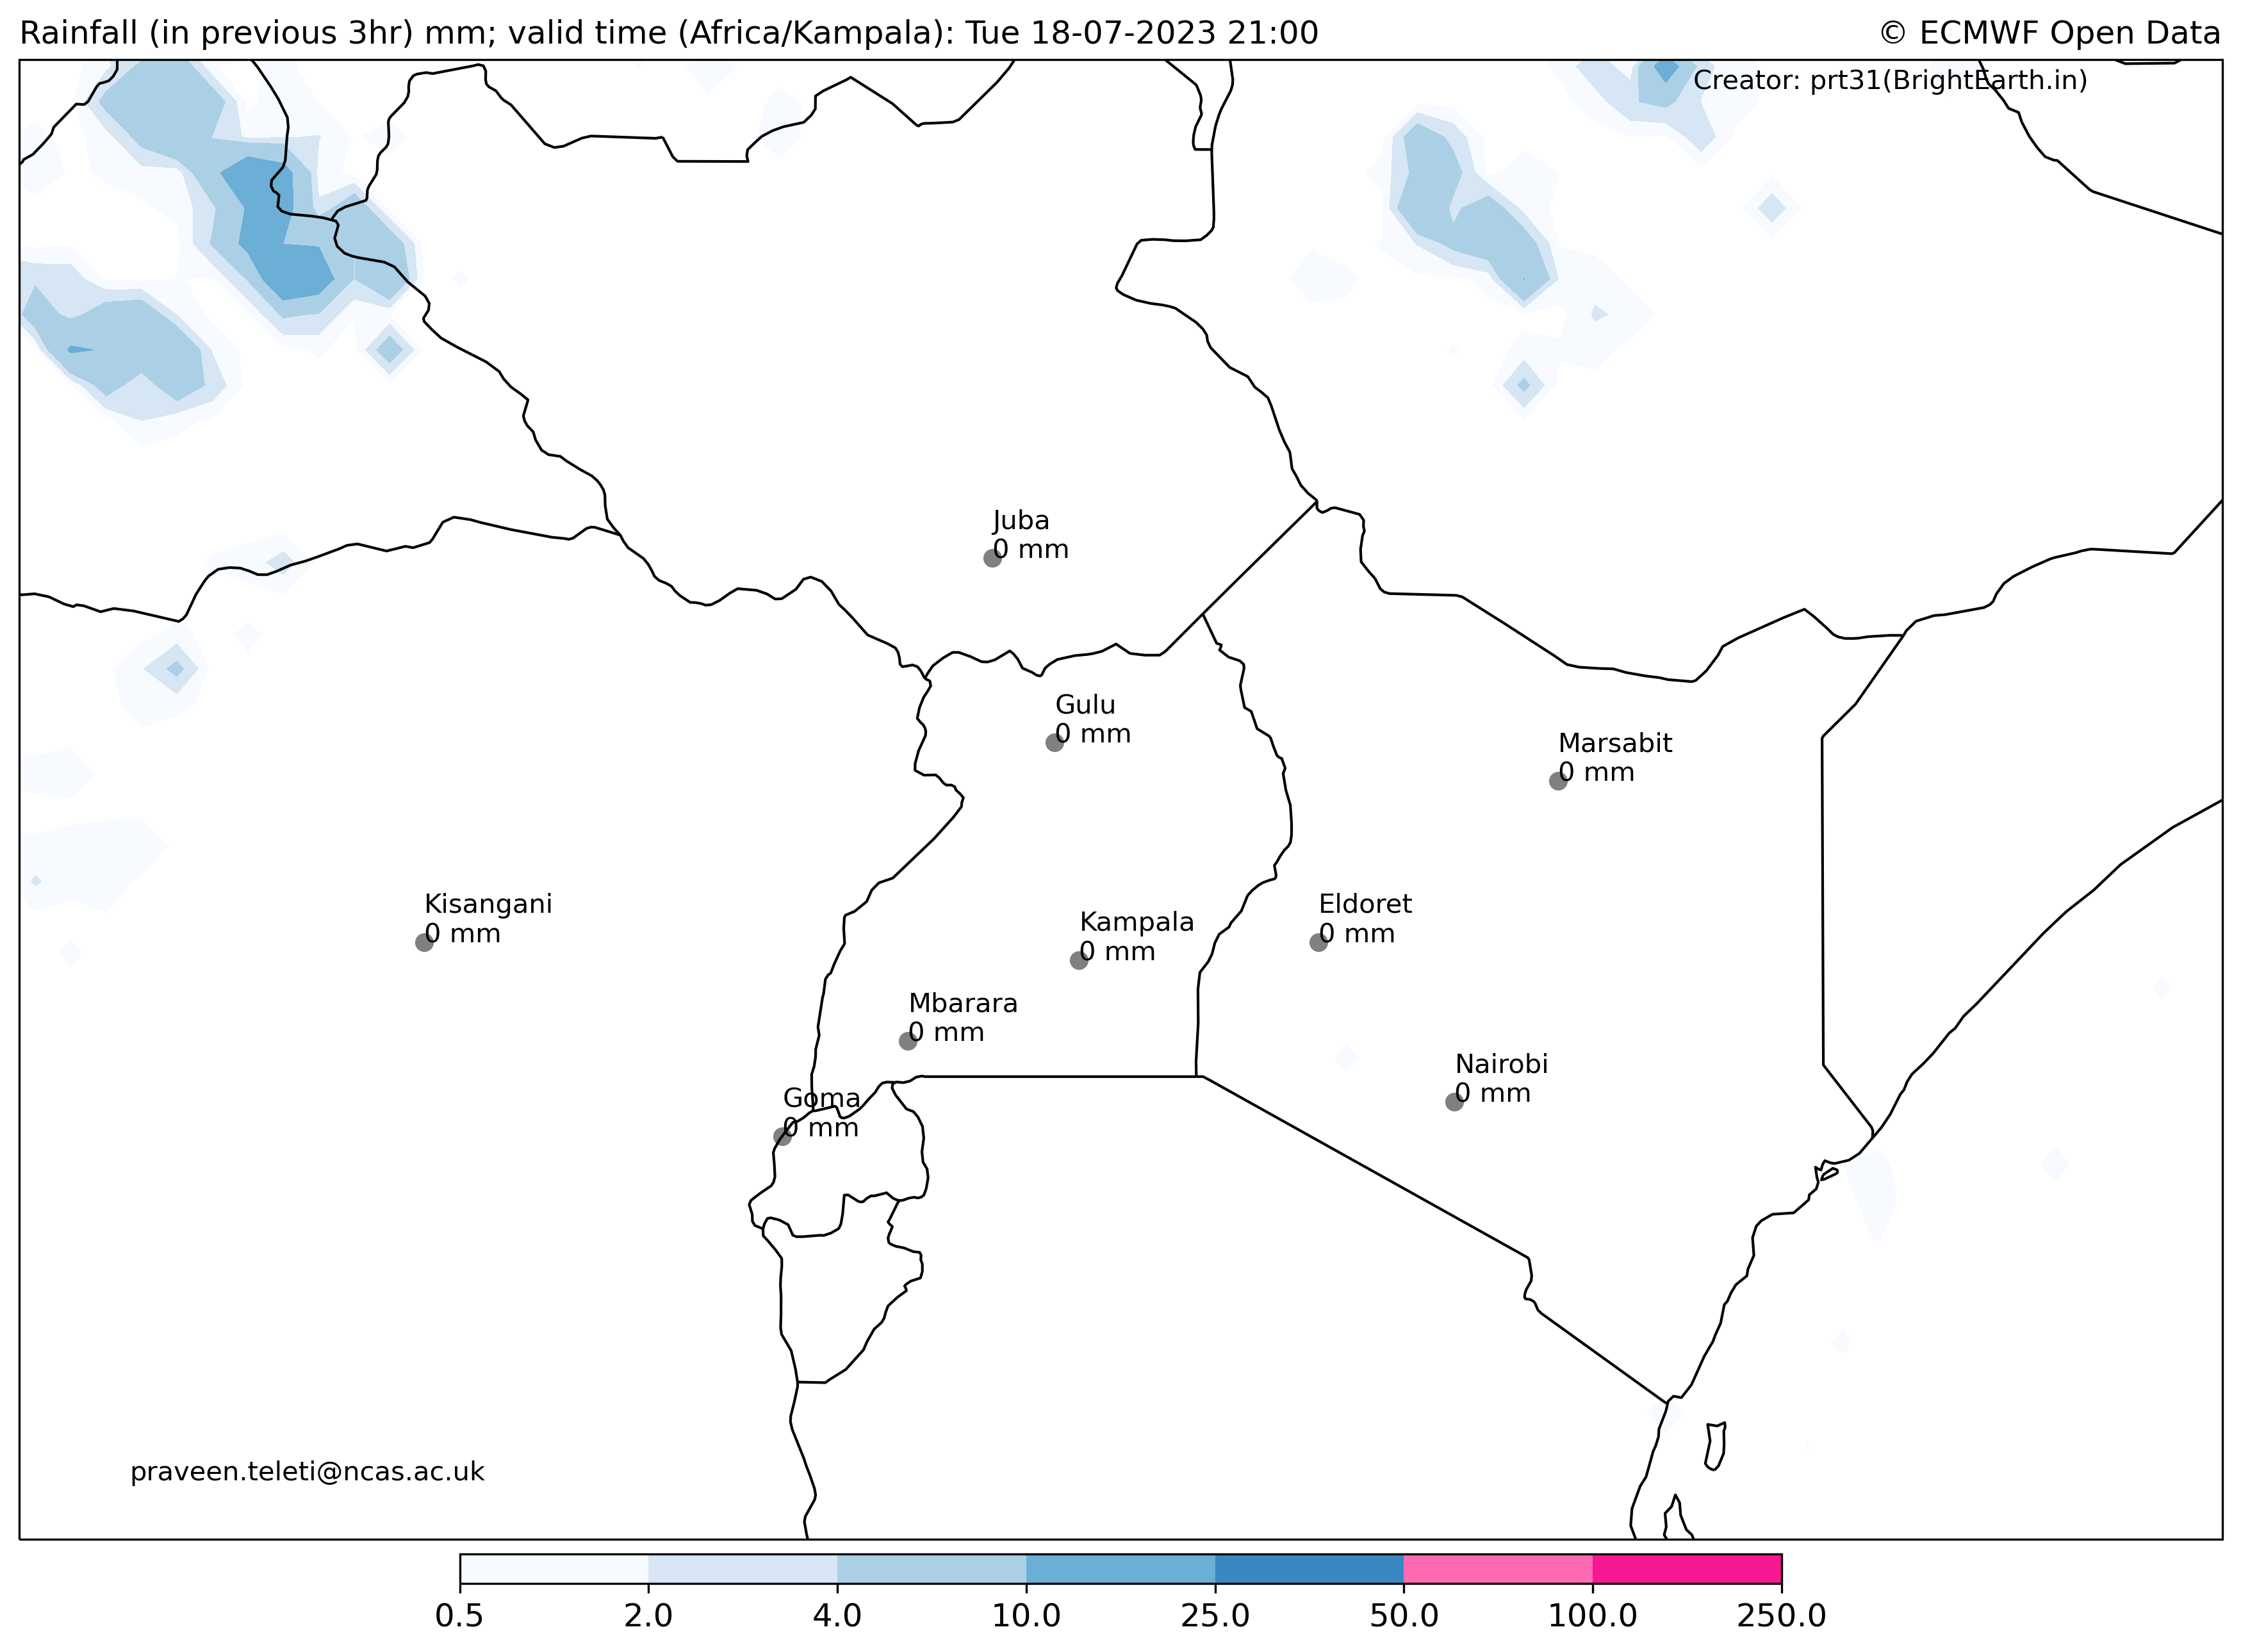 Rainfall (in previous 3hr) mm; valid time (Africa/Kampala): Tue 18-07-2023 21:00
© ECMWF Open Data
Creator: prt31(BrightEarth.in)
Juba
0 mm
Gulu
0 mm
Marsabit
0 mm
Kisangani
0 mm
Kampala
0 mm
Eldoret
0 mm
Mbarara
0 mm
Nairobi
0 mm
Goma
0 mm
praveen.teleti@ncas.ac.uk
0.5 2.0 4.0 10.0 25.0 50.0 100.0 250.0